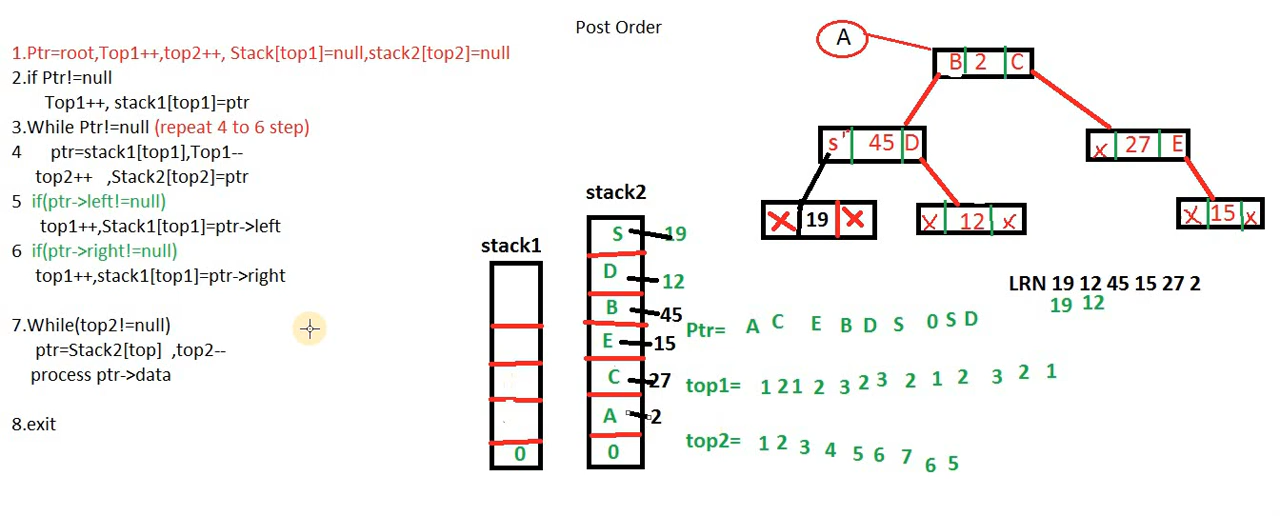 Post Order
1.Ptr=root,Top1++,top2++, Stack[top1]=null,stack2[top2]=null
2.if Ptr!=null
Top1++, stack1[top1]=ptr
3.While Ptr!=null (repeat 4 to 6 step)
4 ptr=stack1[top1],Top1--
top2++ ,Stack2[top2]=ptr
5 if(ptr->left!=null)
top1++,Stack1[top1]=ptr->left
6 if(ptr->right!=null)
top1++,stack1[top1]=ptr->right
7.While(top2!=null)
ptr=Stack2[top] ,top2--
process ptr->data
8.exit
stack1
0
stack2
S 19
D 12
B 45
E 15
C 27
A 2
0
A
B 2 C
s 45 D
x 27 E
X 19 X
x 12 x
x 15 x
LRN 19 12 45 15 27 2
19 12
Ptr= A C E B D S 0 S D
top1= 1 2 1 2 3 2 3 2 1 2 3 2 1
top2= 1 2 3 4 5 6 7 6 5